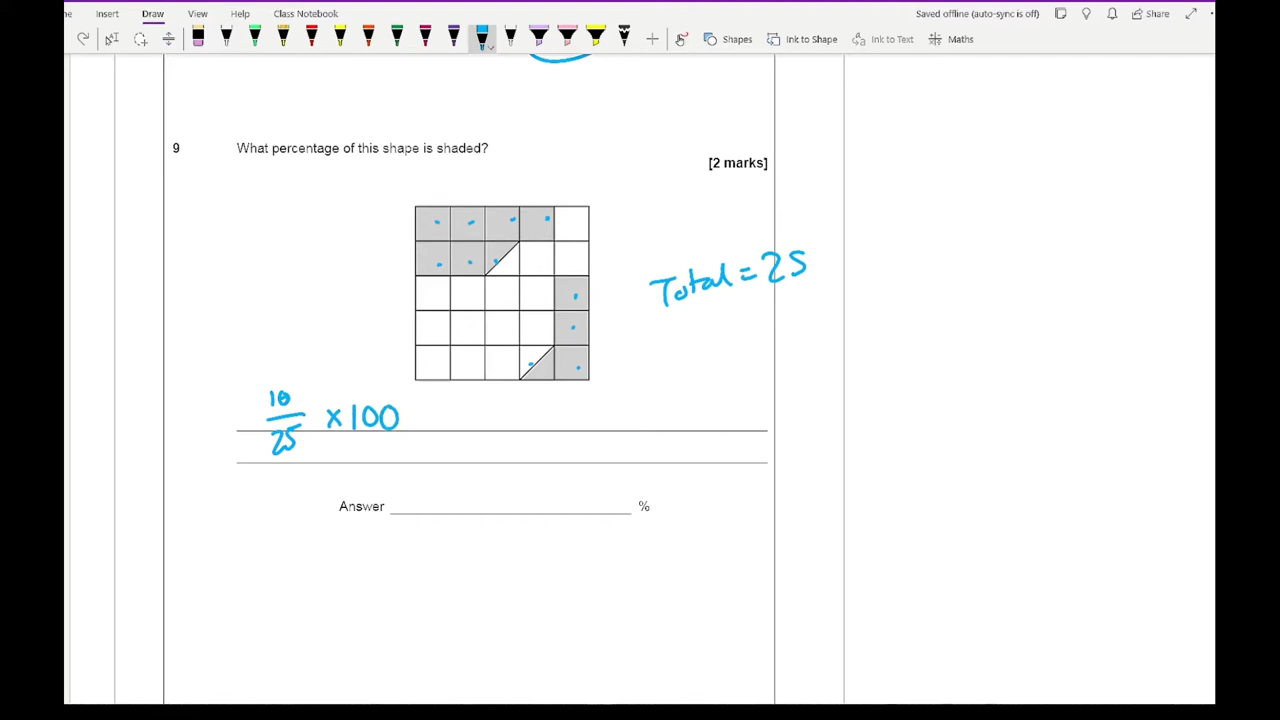 Insert Draw View Help Class Notebook Saved offline (auto-sync is off) Share
Shapes Ink to Shape Ink to Text Maths
9 What percentage of this shape is shaded?
[2 marks]
Total = 25
10
25
× 100
Answer %